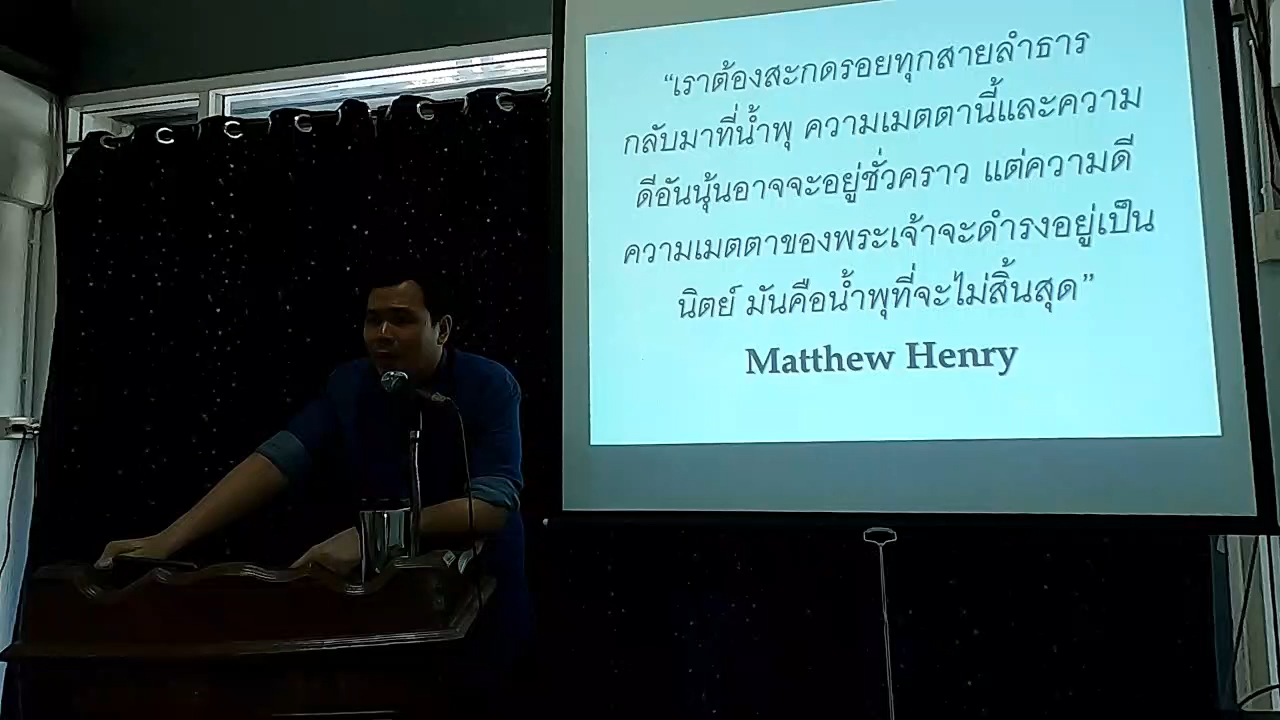 “เราต้องสะกดรอยทุกสายลำธาร
กลับมาที่น้ำพุ ความเมตตานี้และความ
ดีอันนุ้นอาจจะอยู่ชั่วคราว แต่ความดี
ความเมตตาของพระเจ้าจะดำรงอยู่เป็น
นิตย์ มันคือน้ำพุที่จะไม่สิ้นสุด”
Matthew Henry